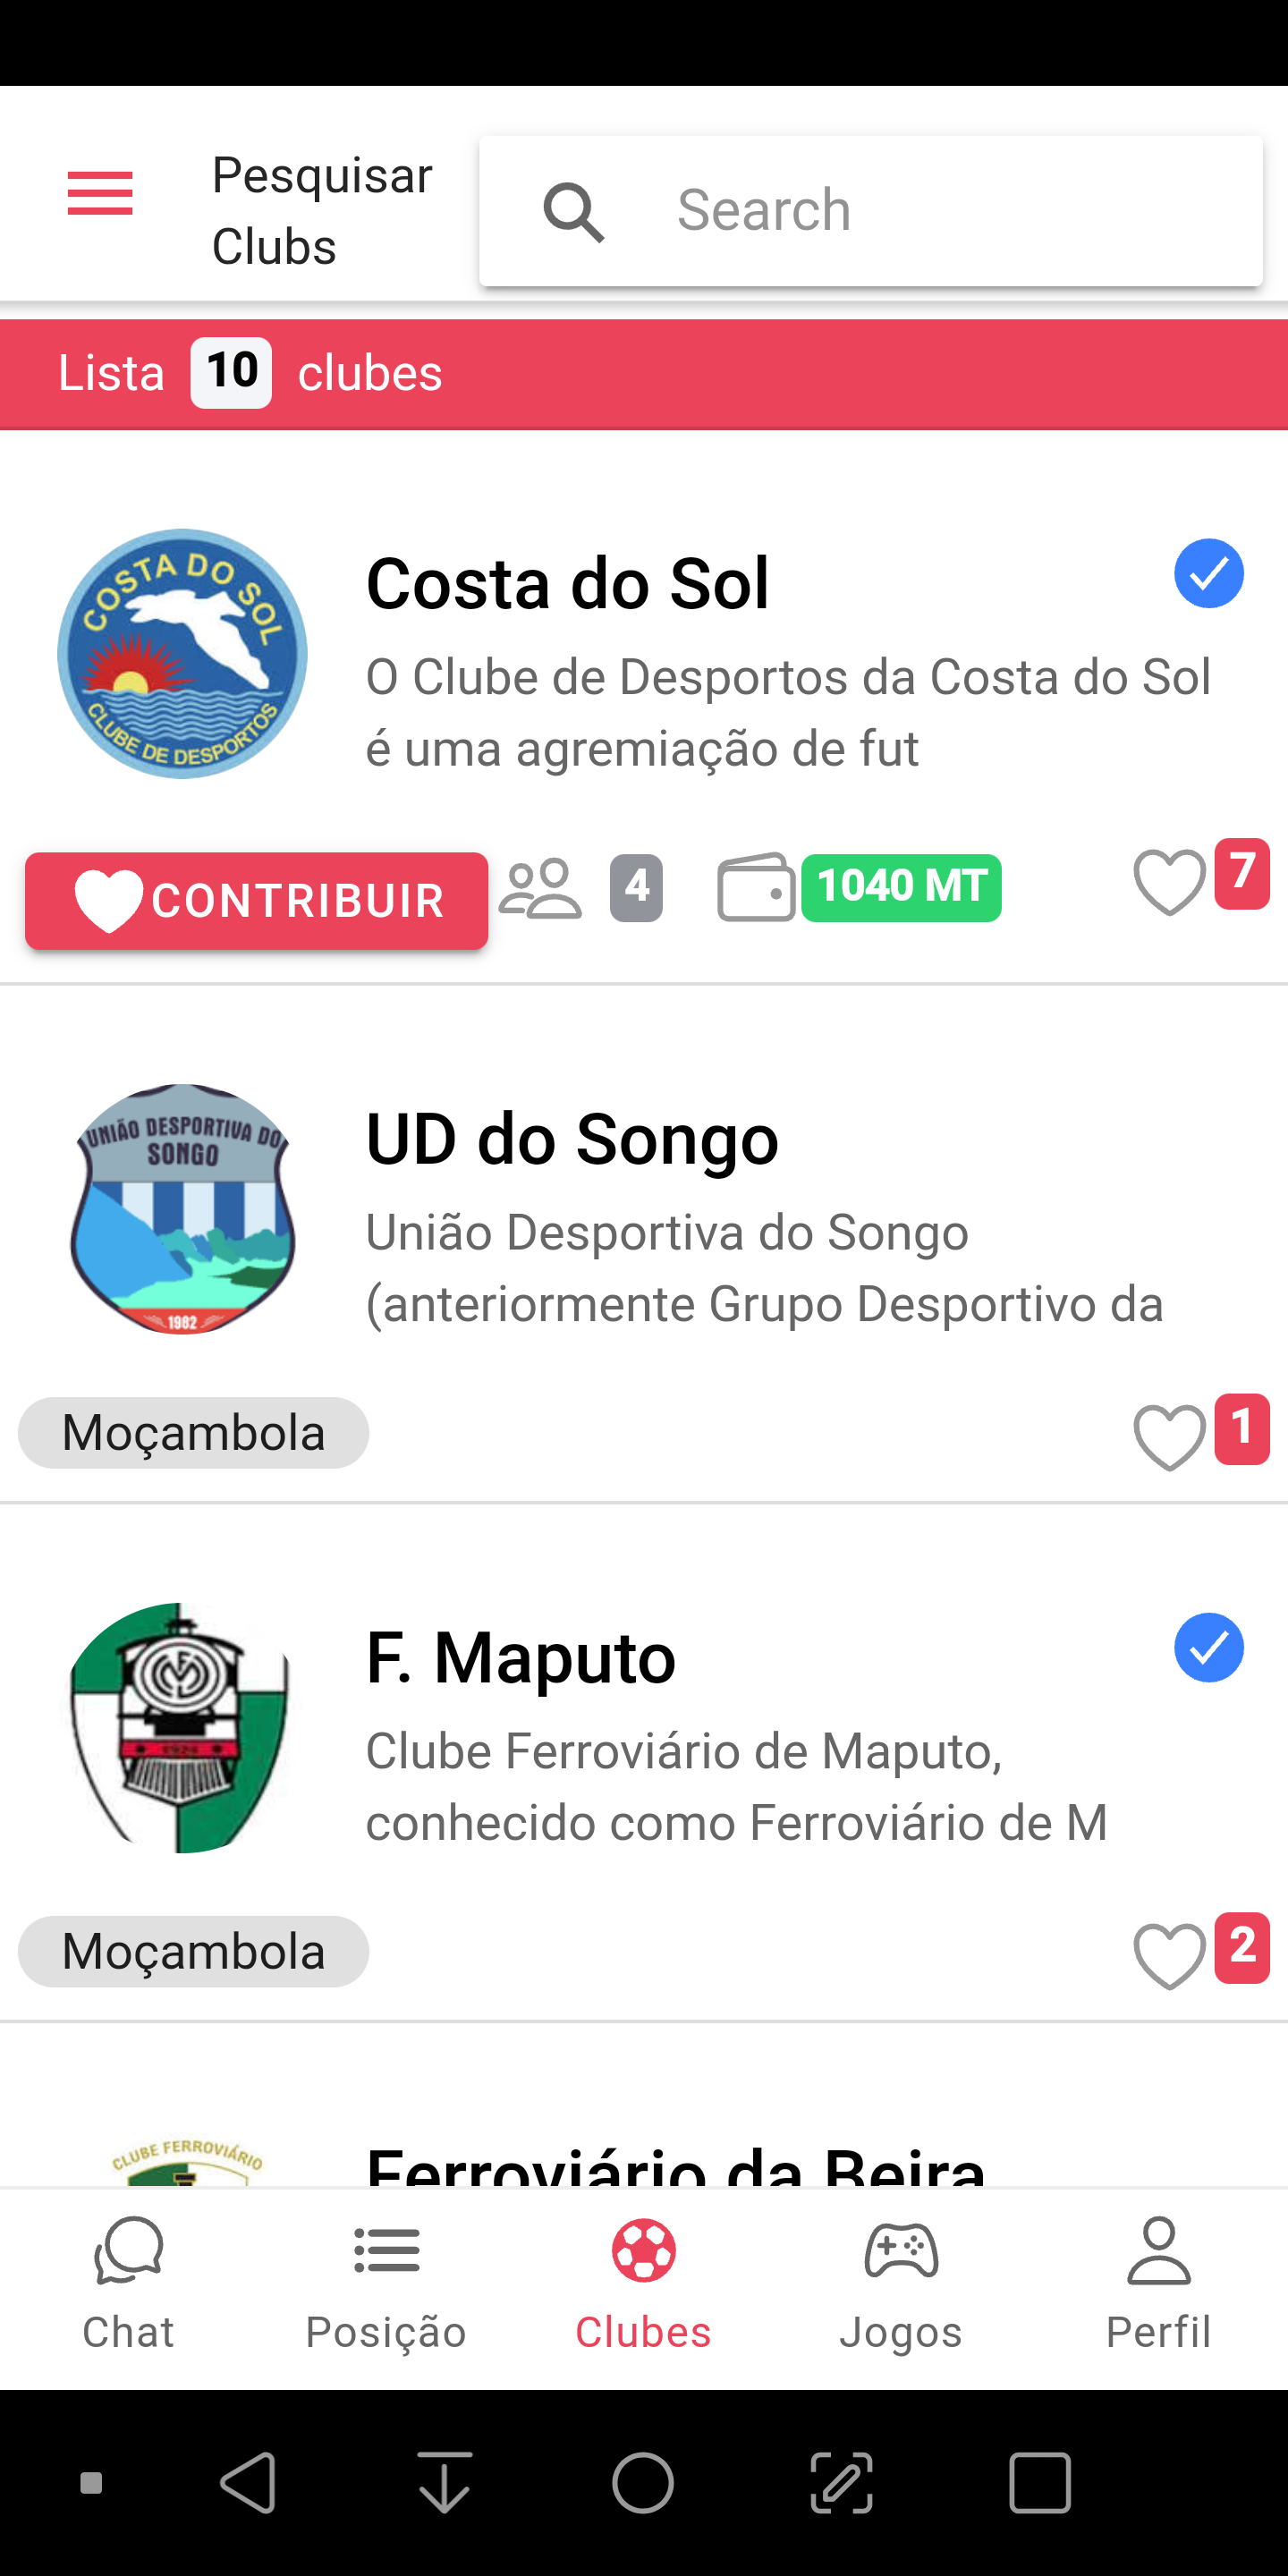 Pesquisar
Clubs
Search
Lista 10 clubes
COSTA DO SOL
CLUBE DE DESPORTOS
Costa do Sol
O Clube de Desportos da Costa do Sol
é uma agremiação de fut
CONTRIBUIR 4 1040 MT 7
UNIÃO DESPORTIVA DO
SONGO
1982
UD do Songo
União Desportiva do Songo
(anteriormente Grupo Desportivo da
Moçambola 1
1924
F. Maputo
Clube Ferroviário de Maputo,
conhecido como Ferroviário de M
Moçambola 2
CLUBE FERROVIÁRIO
Ferroviário da Beira
Chat Posição Clubes Jogos Perfil